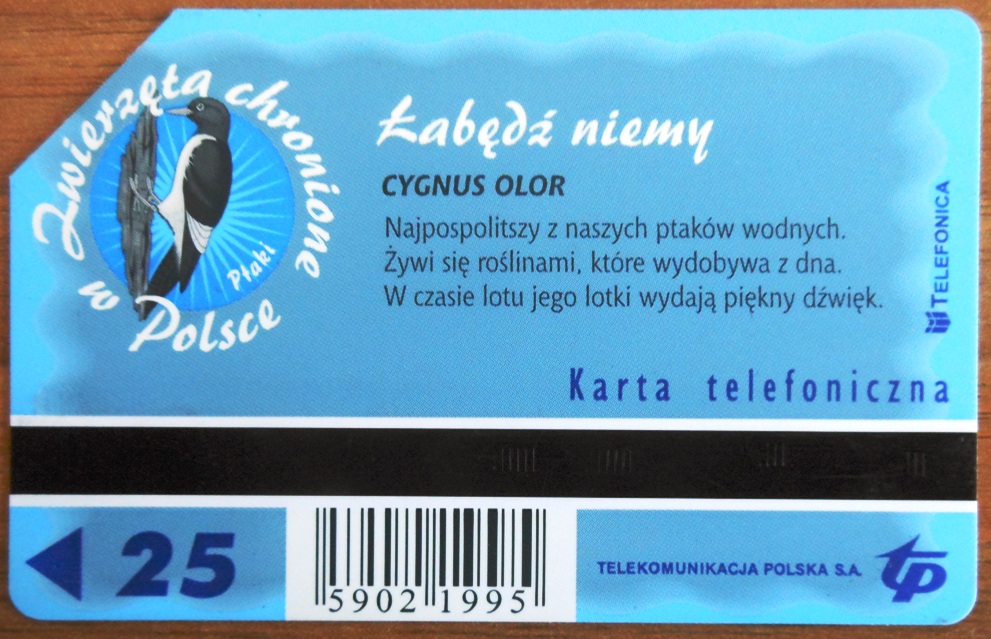 Zwierzęta chronione
w Polsce
Ptaki
Łabędź niemy
CYGNUS OLOR
Najpospolitszy z naszych ptaków wodnych.
Żywi się roślinami, które wydobywa z dna.
W czasie lotu jego lotki wydają piękny dźwięk.
TELEFONICA
Karta telefoniczna
25
5902 1995
TELEKOMUNIKACJA POLSKA S.A.
tp